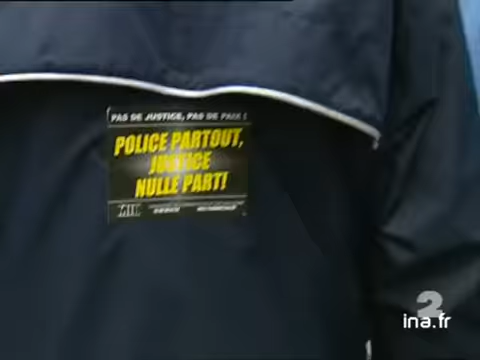 PAS DE JUSTICE, PAS DE PAIX !
POLICE PARTOUT,
JUSTICE
NULLE PART!
MIB
2
ina.fr